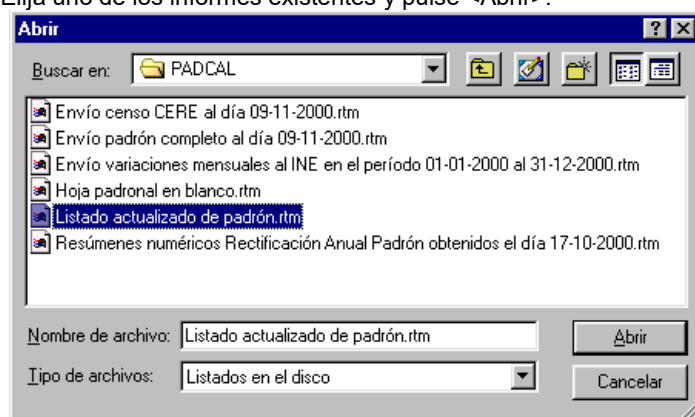 Elija uno de los informes existentes y pulse <Abrir>.
Abrir
Buscar en: PADCAL
Envío censo CERE al día 09-11-2000.rtm
Envío padrón completo al día 09-11-2000.rtm
Envío variaciones mensuales al INE en el período 01-01-2000 al 31-12-2000.rtm
Hoja padronal en blanco.rtm
Listado actualizado de padrón.rtm
Resúmenes numéricos Rectificación Anual Padrón obtenidos el día 17-10-2000.rtm
Nombre de archivo: Listado actualizado de padrón.rtm Abrir
Tipo de archivos: Listados en el disco Cancelar